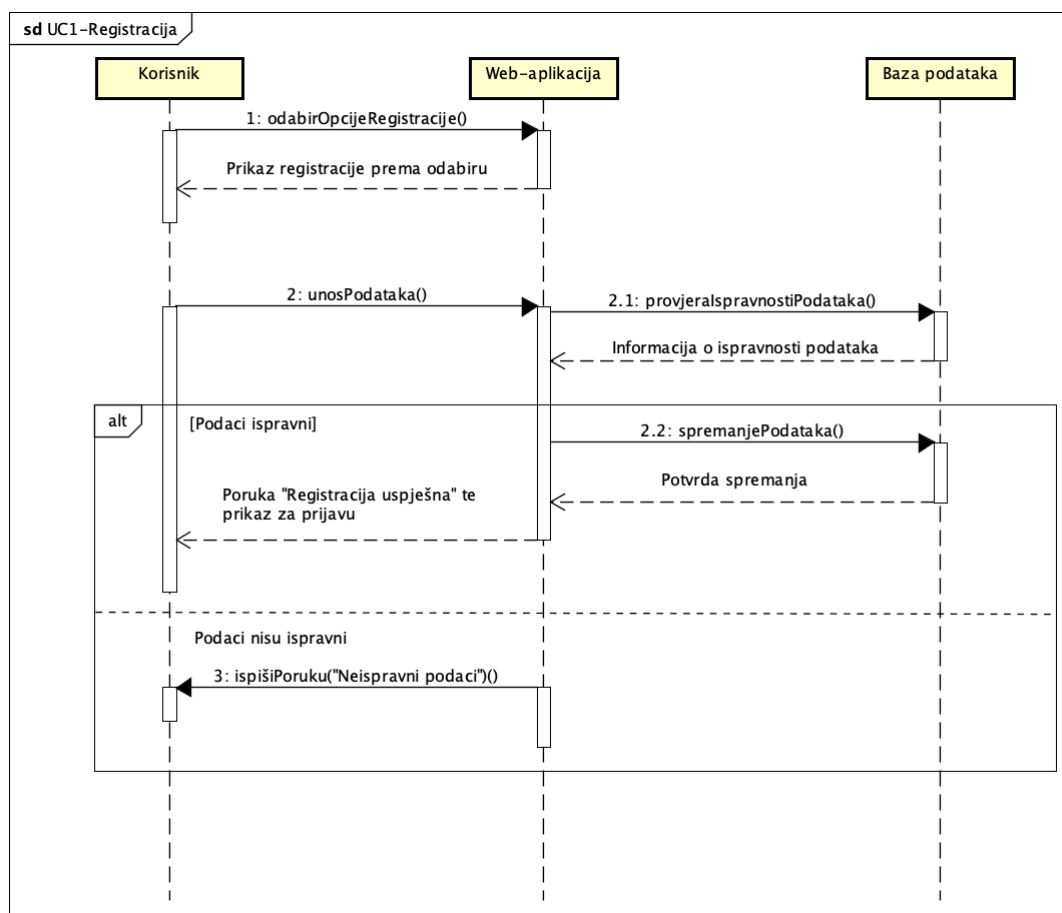 sd UC1-Registracija
Korisnik
Web-aplikacija
Baza podataka
1: odabirOpcijeRegistracije()
Prikaz registracije prema odabiru
2: unosPodataka()
2.1: provjeraIspravnostiPodataka()
Informacija o ispravnosti podataka
alt
[Podaci ispravni]
2.2: spremanjePodataka()
Potvrda spremanja
Poruka "Registracija uspješna" te
prikaz za prijavu
Podaci nisu ispravni
3: ispišiPoruku("Neispravni podaci")()